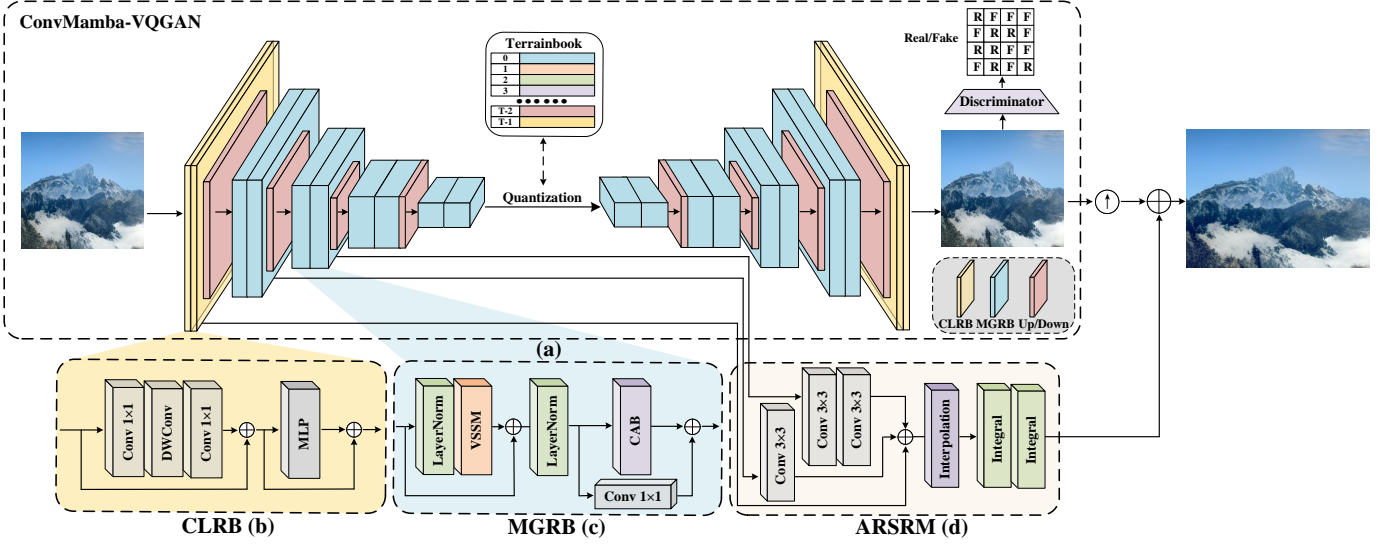 ConvMamba-VQGAN
Terrainbook
0
1
2
3
T-2
T-1
Quantization
Real/Fake
R F F F
F R R F
R R F F
F F F R
Discriminator
CLRB MGRB Up/Down
(a)
Conv 1×1
DWConv
Conv 1×1
MLP
CLRB (b)
LayerNorm
VSSM
LayerNorm
CAB
Conv 1×1
MGRB (c)
Conv 3×3
Conv 3×3
Conv 3×3
Interpolation
Integral
Integral
ARSRM (d)